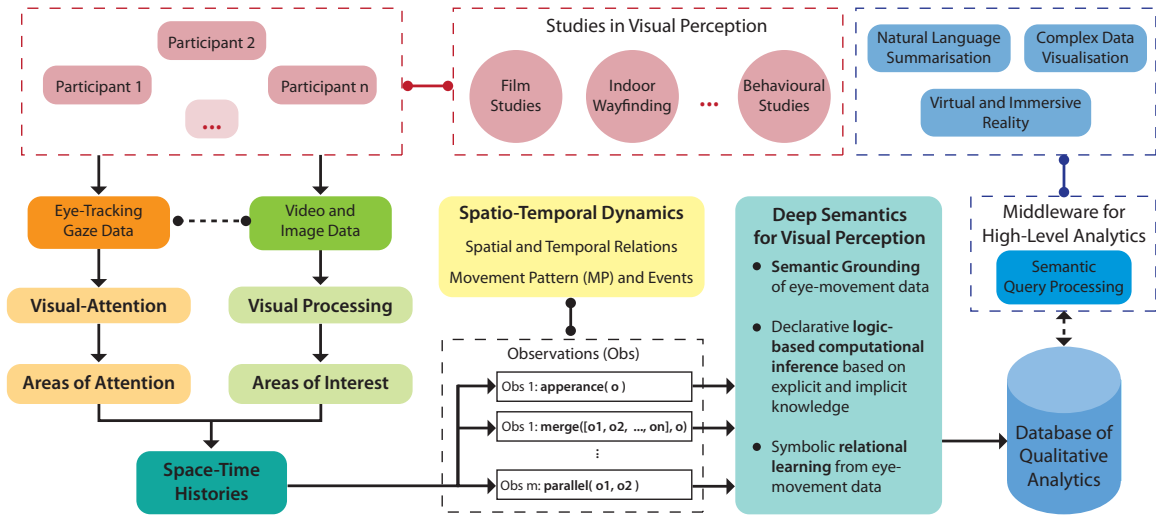 Participant 2
Participant 1
Participant n
...
Studies in Visual Perception
Film
Studies
Indoor
Wayfinding
...
Behavioural
Studies
Natural Language
Summarisation
Complex Data
Visualisation
Virtual and Immersive
Reality
Eye-Tracking
Gaze Data
Video and
Image Data
Visual-Attention
Visual Processing
Areas of Attention
Areas of Interest
Space-Time
Histories
Spatio-Temporal Dynamics
Spatial and Temporal Relations
Movement Pattern (MP) and Events
Observations (Obs)
Obs 1: apperance( o )
Obs 1: merge([o1, o2, ..., on], o)
...
Obs m: parallel( o1, o2 )
Deep Semantics
for Visual Perception
• Semantic Grounding
of eye-movement data
• Declarative logic-
based computational
inference based on
explicit and implicit
knowledge
• Symbolic relational
learning from eye-
movement data
Middleware for
High-Level Analytics
Semantic
Query Processing
Database of
Qualitative
Analytics